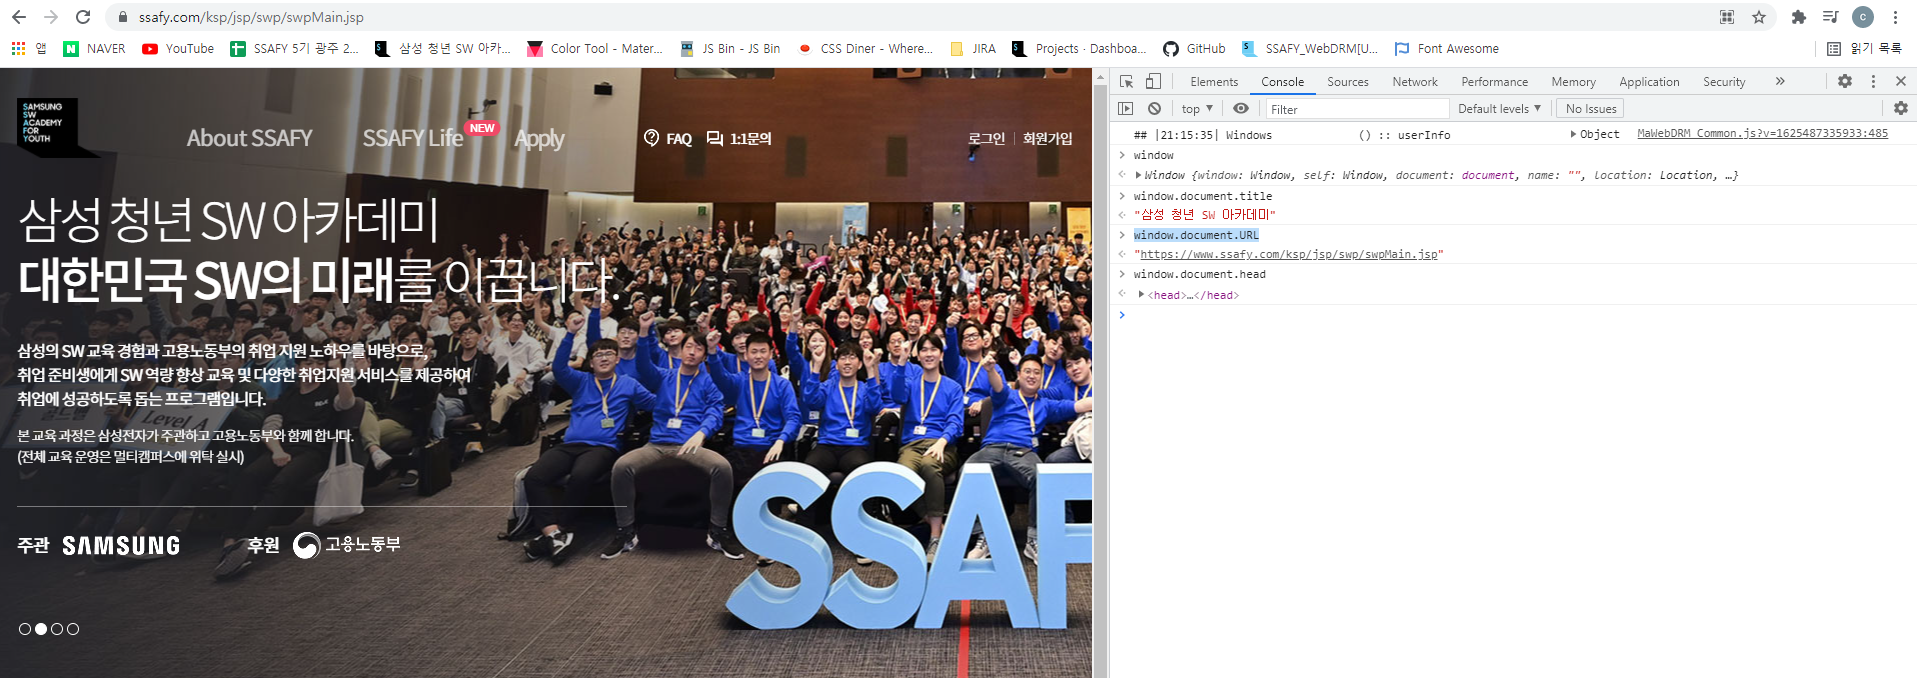 ssafy.com/ksp/jsp/swp/swpMain.jsp
앱 NAVER YouTube SSAFY 5기 광주 2... 삼성 청년 SW 아카... Color Tool - Mater... JS Bin - JS Bin CSS Diner - Where... JIRA Projects · Dashboa... GitHub SSAFY_WebDRM[U... Font Awesome 읽기 목록
SAMSUNG
SW
ACADEMY
FOR
YOUTH
About SSAFY SSAFY Life NEW Apply FAQ 1:1문의 로그인 회원가입
삼성 청년 SW 아카데미
대한민국 SW의 미래를 이끕니다.
삼성의 SW 교육 경험과 고용노동부의 취업 지원 노하우를 바탕으로,
취업 준비생에게 SW 역량 향상 교육 및 다양한 취업지원 서비스를 제공하여
취업에 성공하도록 돕는 프로그램입니다.
본 교육 과정은 삼성전자가 주관하고 고용노동부와 함께 합니다.
(전체 교육 운영은 멀티캠퍼스에 위탁 실시)
주관 SAMSUNG 후원 고용노동부
Level A
SSAF
Elements Console Sources Network Performance Memory Application Security »
top ▼ Filter Default levels ▼ No Issues
## |21:15:35| Windows () :: userInfo ▶ Object MaWebDRM_Common.js?v=1625487335933:485
> window
▶ Window {window: Window, self: Window, document: document, name: "", location: Location, …}
> window.document.title
"삼성 청년 SW 아카데미"
> window.document.URL
"https://www.ssafy.com/ksp/jsp/swp/swpMain.jsp"
> window.document.head
▶ <head>…</head>
>